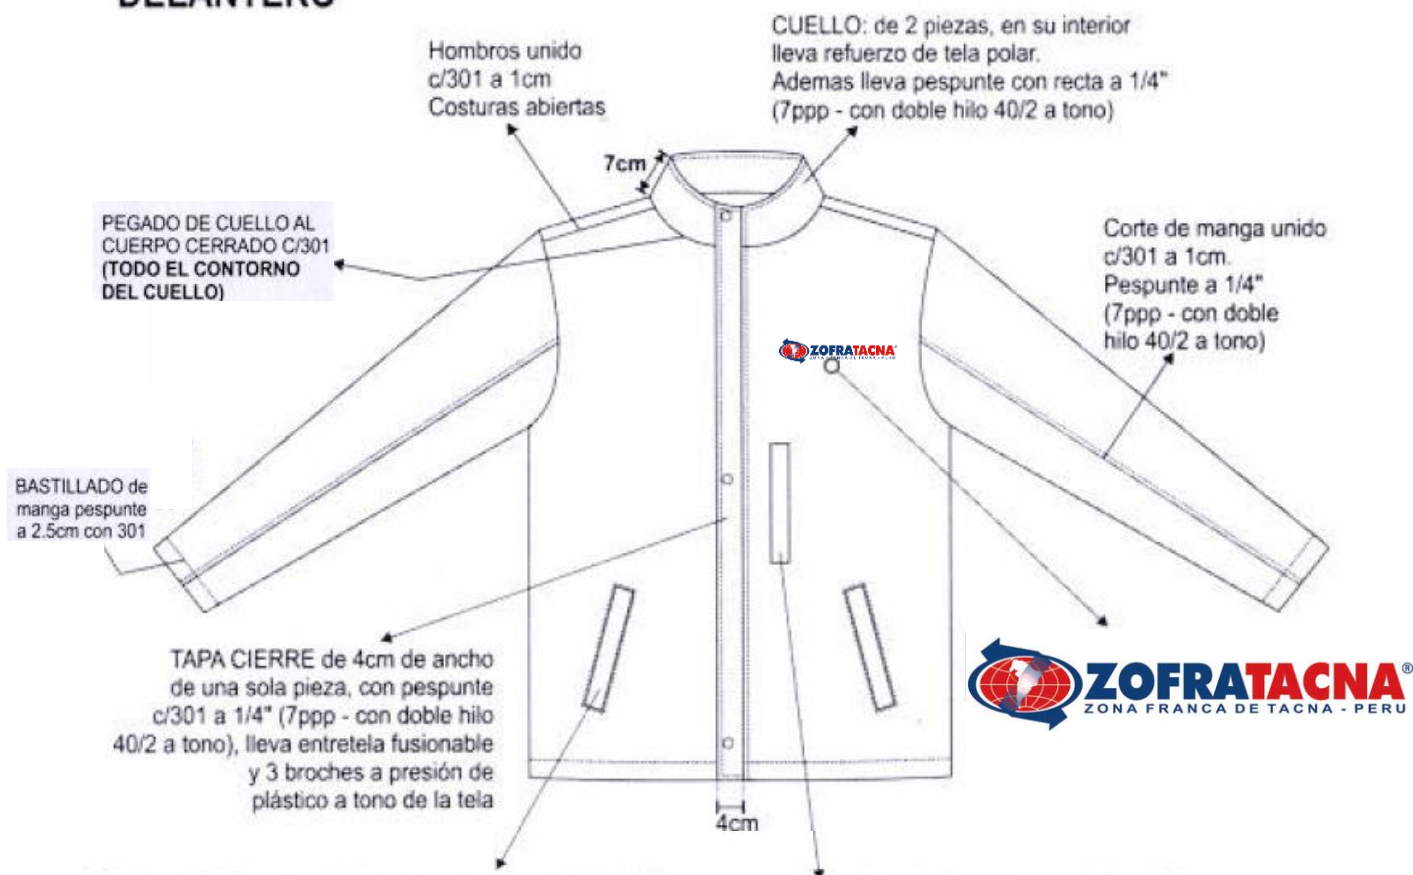 DELANTERO
Hombros unido
c/301 a 1cm
Costuras abiertas
CUELLO: de 2 piezas, en su interior
lleva refuerzo de tela polar.
Ademas lleva pespunte con recta a 1/4"
(7ppp - con doble hilo 40/2 a tono)
7cm
PEGADO DE CUELLO AL
CUERPO CERRADO C/301
(TODO EL CONTORNO
DEL CUELLO)
Corte de manga unido
c/301 a 1cm.
Pespunte a 1/4"
(7ppp - con doble
hilo 40/2 a tono)
ZOFRATACNA
BASTILLADO de
manga pespunte
a 2.5cm con 301
TAPA CIERRE de 4cm de ancho
de una sola pieza, con pespunte
c/301 a 1/4" (7ppp - con doble hilo
40/2 a tono), lleva entretela fusionable
y 3 broches a presión de
plástico a tono de la tela
ZOFRATACNA®
ZONA FRANCA DE TACNA - PERU
4cm